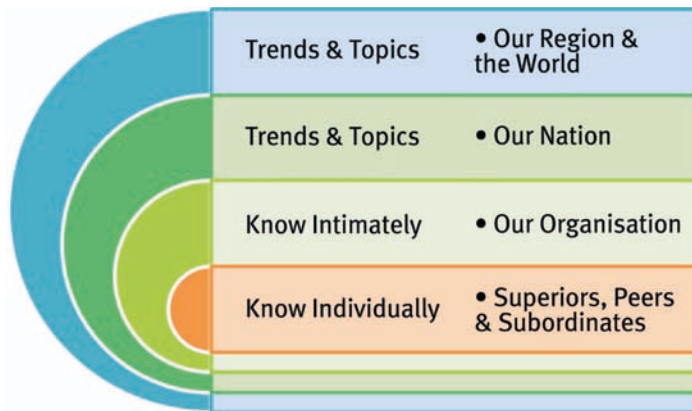 Trends & Topics • Our Region &
the World
Trends & Topics • Our Nation
Know Intimately • Our Organisation
Know Individually • Superiors, Peers
& Subordinates